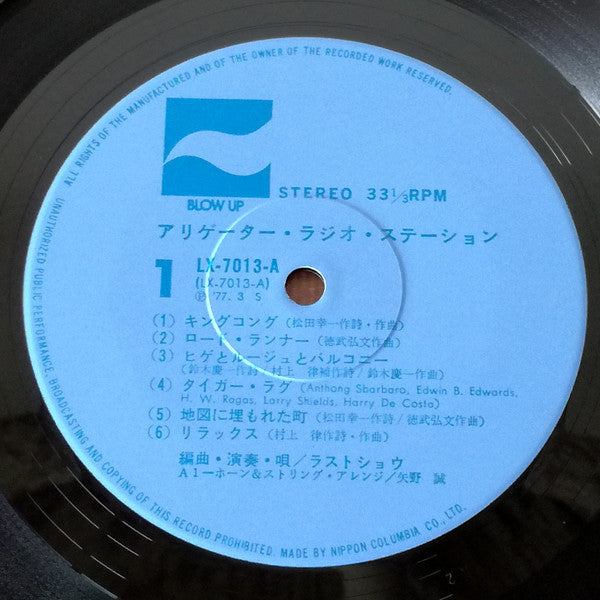 ALL RIGHTS OF THE MANUFACTURER AND OF THE OWNER OF THE RECORDED WORK RESERVED.
UNAUTHORIZED PUBLIC PERFORMANCE, BROADCASTING AND COPYING OF THIS RECORD PROHIBITED. MADE BY NIPPON COLUMBIA CO., LTD.
BLOW UP
STEREO 33 1/3 RPM
アリゲーター・ラジオ・ステーション
1
LX-7013-A
(LX-7013-A)
Ⓟ '77. 3 S
(1) キングコング (松田幸一作詩・作曲)
(2) ロード・ランナー (徳武弘文作曲)
(3) ヒゲとルージュとバルコニー
(鈴木慶一/村上 律補作詩/鈴木慶一作曲)
(4) タイガー・ラグ (Anthong Sbarbaro, Edwin B. Edwards,
H. W. Ragas, Larry Shields, Harry De Costa)
(5) 地図に埋もれた町 (松田幸一作詩/徳武弘文作曲)
(6) リラックス (村上 律作詩・作曲)
編曲・演奏・唄/ラストショウ
A1ーホーン&ストリング・アレンジ/矢野 誠
2